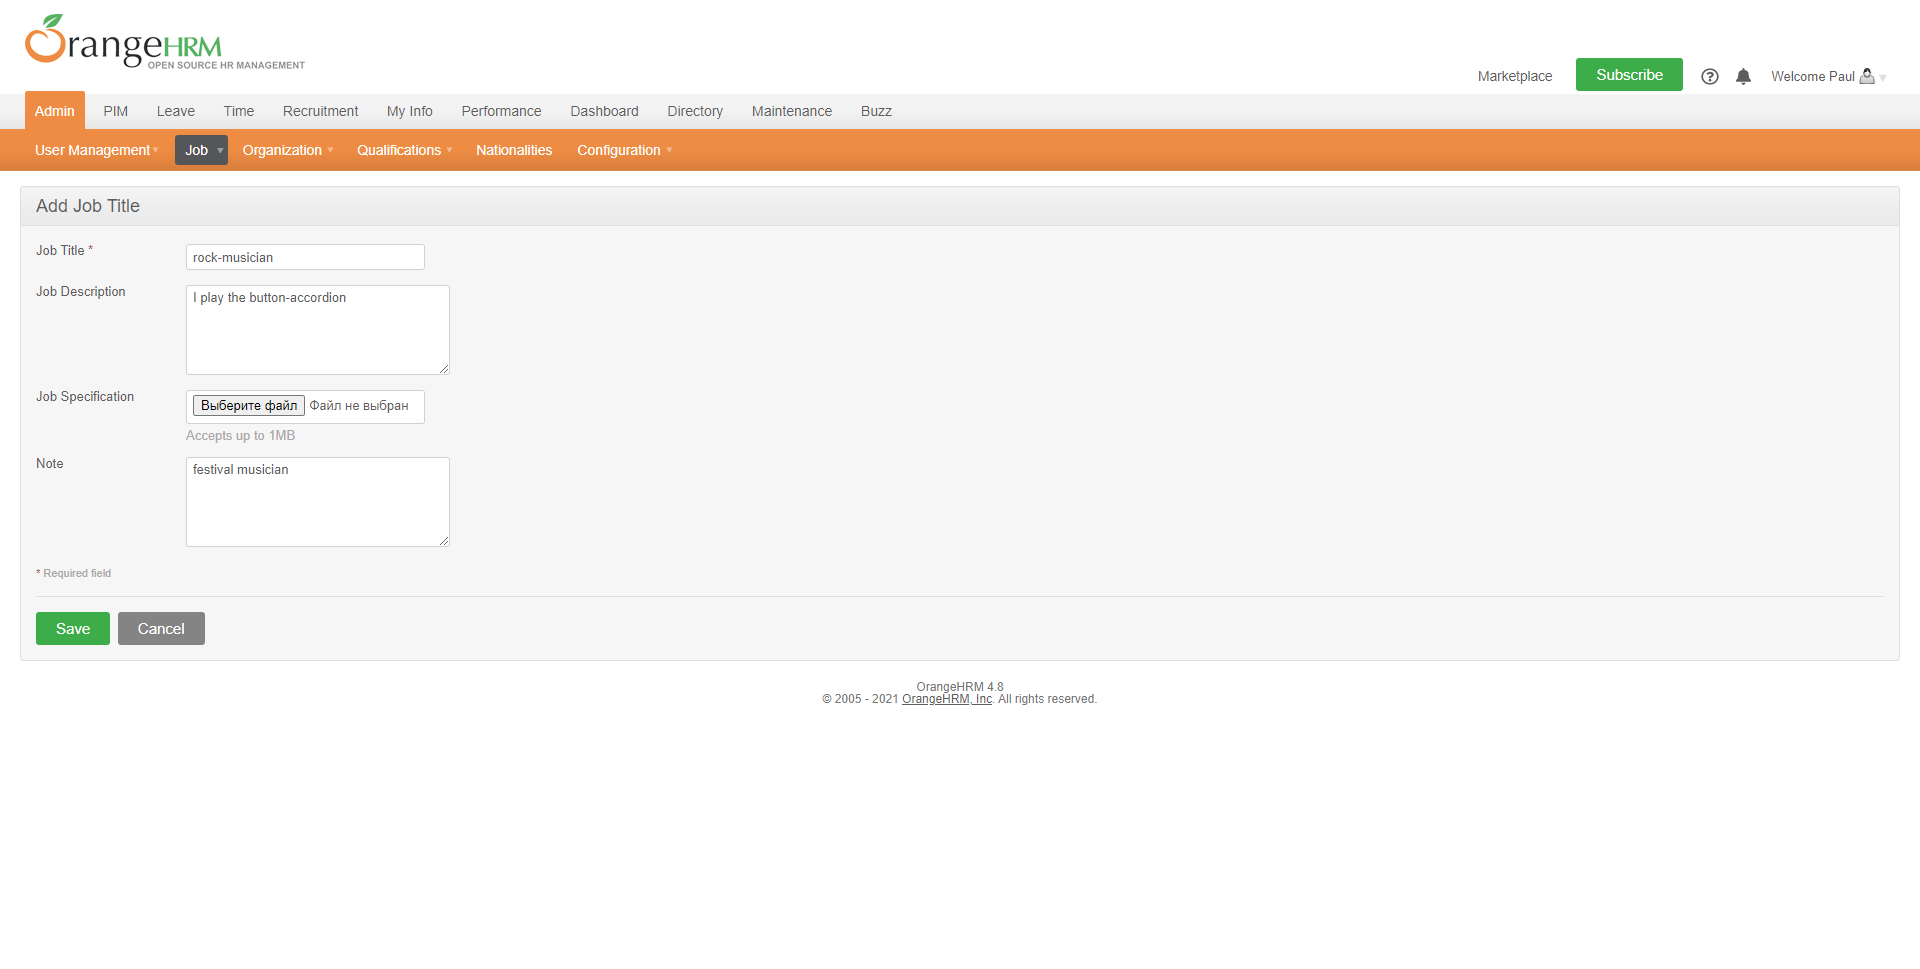 OrangeHRM
OPEN SOURCE HR MANAGEMENT
Marketplace Subscribe ? Welcome Paul
Admin PIM Leave Time Recruitment My Info Performance Dashboard Directory Maintenance Buzz
User Management Job Organization Qualifications Nationalities Configuration
Add Job Title
Job Title * rock-musician
Job Description I play the button-accordion
Job Specification Выберите файл Файл не выбран
Accepts up to 1MB
Note festival musician
* Required field
Save Cancel
OrangeHRM 4.8
© 2005 - 2021 OrangeHRM, Inc. All rights reserved.